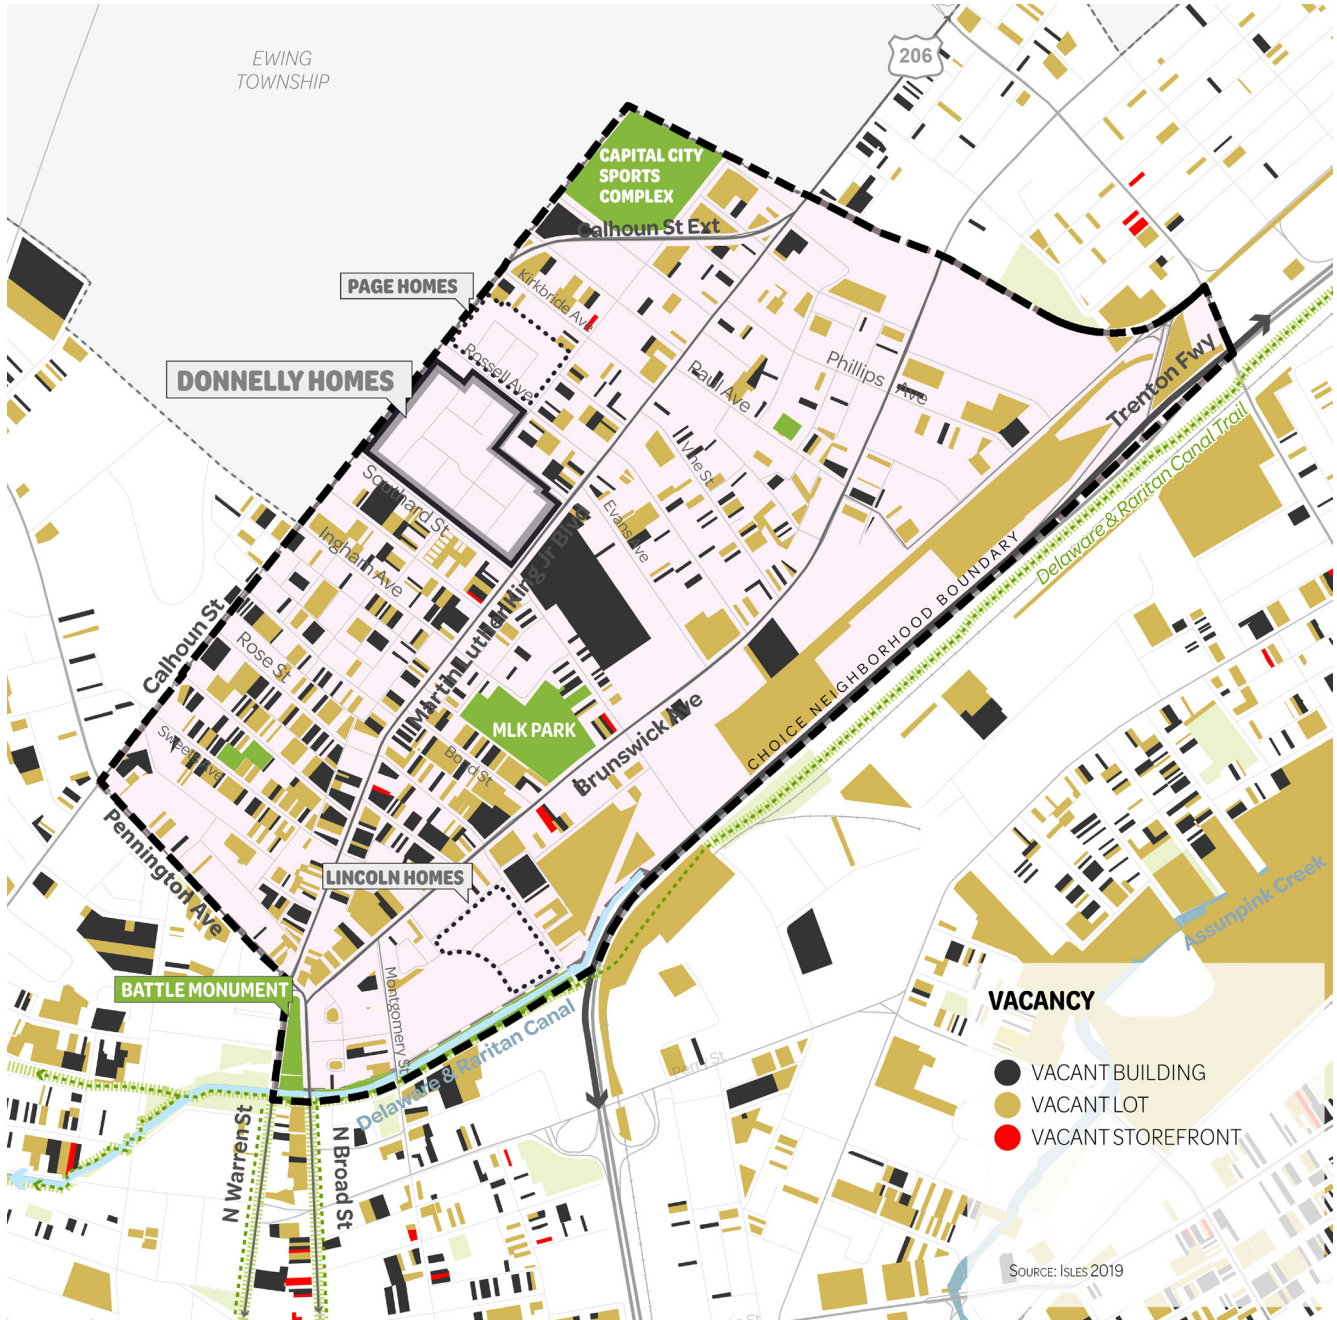 EWING
TOWNSHIP
206
CAPITAL CITY
SPORTS
COMPLEX
Calhoun St Ext
PAGE HOMES
Kirkbride Ave
Rossell Ave
DONNELLY HOMES
Paul Ave
Phillips Ave
Trenton Fwy
Delaware & Raritan Canal Trail
Southard St
Vine St
Evans Ave
Ingham Ave
Martin Luther King Jr Blvd
CHOICE NEIGHBORHOOD BOUNDARY
Calhoun St
Rose St
MLK PARK
Sweets Ave
Bond St
Brunswick Ave
Pennington Ave
LINCOLN HOMES
Assunpink Creek
BATTLE MONUMENT
Montgomery St
Delaware & Raritan Canal
Perry St
N Warren St
N Broad St
VACANCY
VACANT BUILDING
VACANT LOT
VACANT STOREFRONT
SOURCE: ISLES 2019